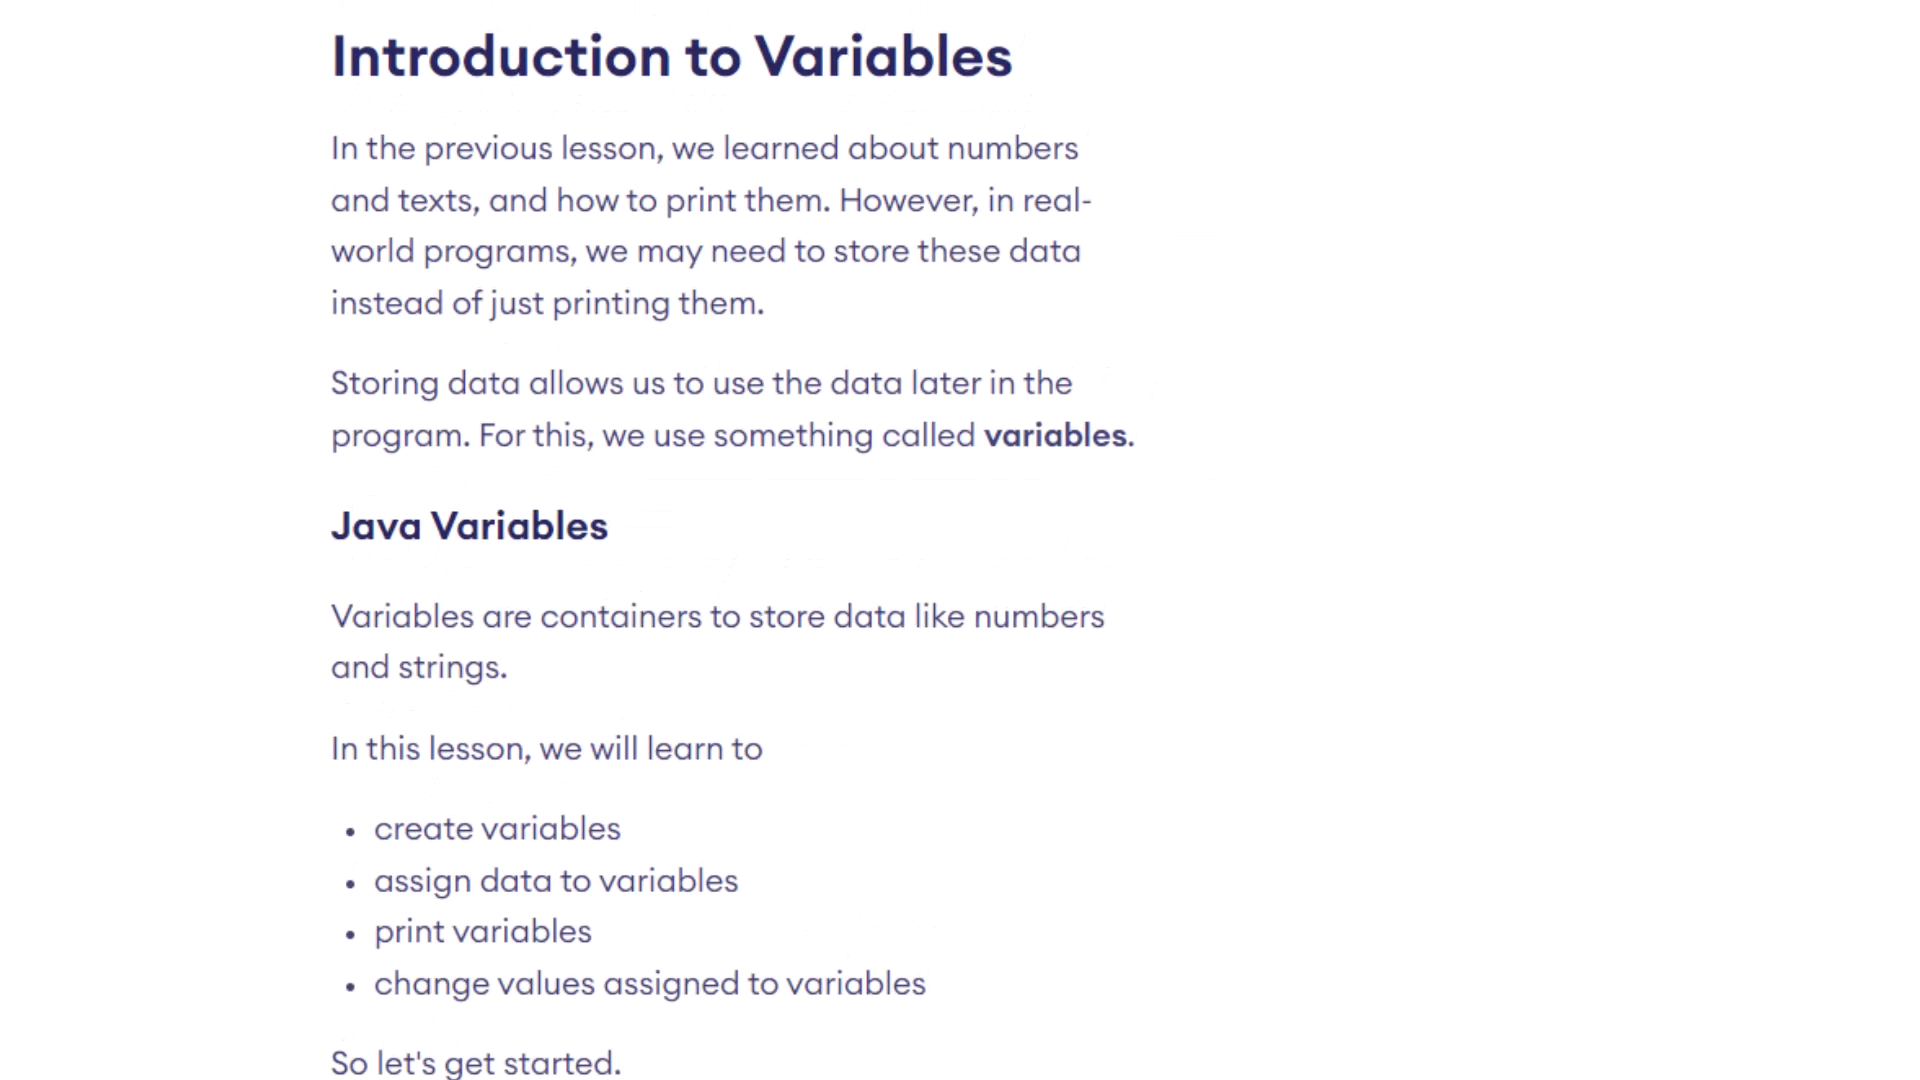 Introduction to Variables
In the previous lesson, we learned about numbers
and texts, and how to print them. However, in real-
world programs, we may need to store these data
instead of just printing them.
Storing data allows us to use the data later in the
program. For this, we use something called variables.
Java Variables
Variables are containers to store data like numbers
and strings.
In this lesson, we will learn to
• create variables
• assign data to variables
• print variables
• change values assigned to variables
So let's get started.